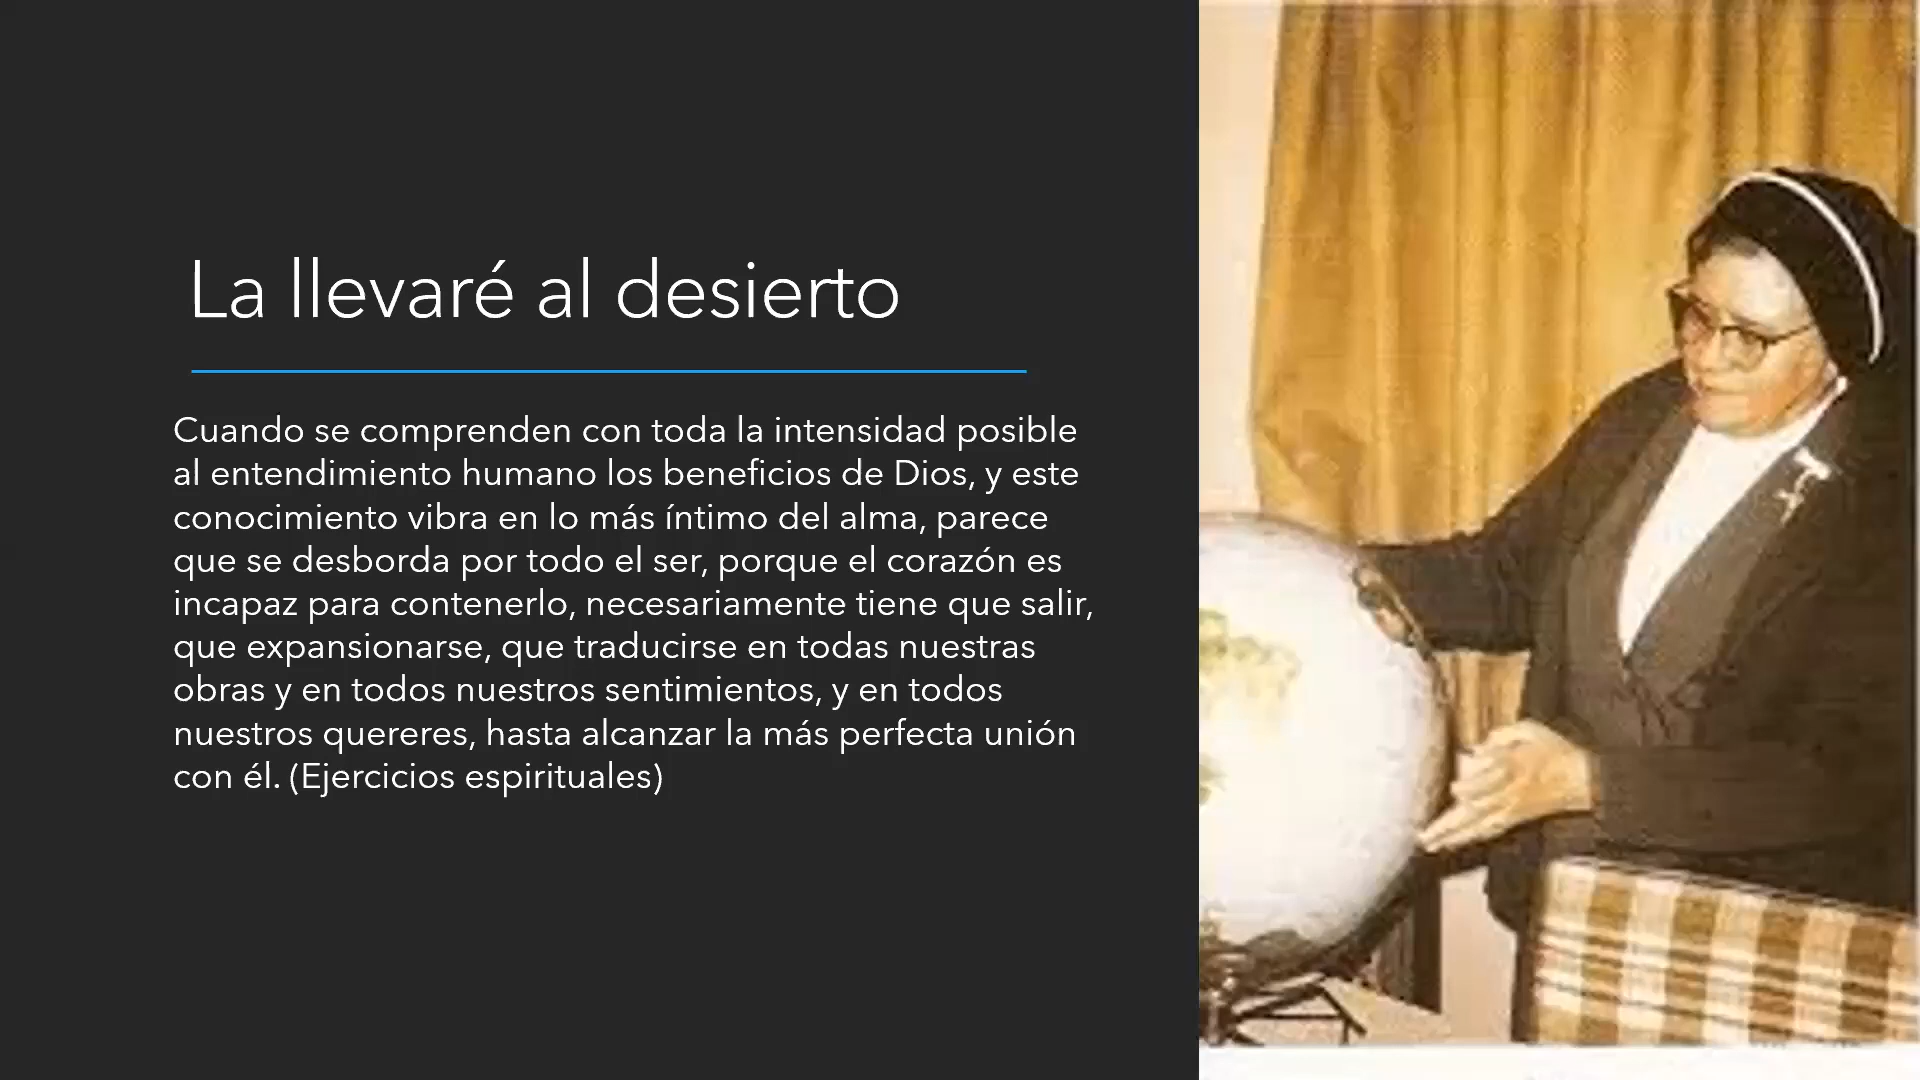 La llevaré al desierto
Cuando se comprenden con toda la intensidad posible
al entendimiento humano los beneficios de Dios, y este
conocimiento vibra en lo más íntimo del alma, parece
que se desborda por todo el ser, porque el corazón es
incapaz para contenerlo, necesariamente tiene que salir,
que expansionarse, que traducirse en todas nuestras
obras y en todos nuestros sentimientos, y en todos
nuestros quereres, hasta alcanzar la más perfecta unión
con él. (Ejercicios espirituales)